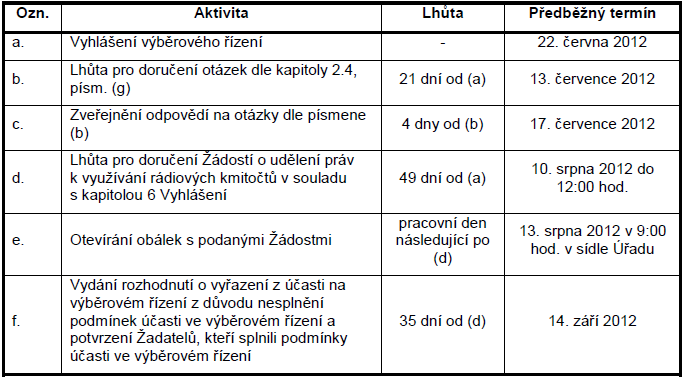 Ozn. Aktivita Lhůta Předběžný termín
a. Vyhlášení výběrového řízení - 22. června 2012
b. Lhůta pro doručení otázek dle kapitoly 2.4,
písm. (g) 21 dní od (a) 13. července 2012
c. Zveřejnění odpovědí na otázky dle písmene
(b) 4 dny od (b) 17. července 2012
d. Lhůta pro doručení Žádostí o udělení práv
k využívání rádiových kmitočtů v souladu
s kapitolou 6 Vyhlášení 49 dní od (a) 10. srpna 2012 do
12:00 hod.
e. Otevírání obálek s podanými Žádostmi pracovní den
následující po
(d) 13. srpna 2012 v 9:00
hod. v sídle Úřadu
f. Vydání rozhodnutí o vyřazení z účasti na
výběrovém řízení z důvodu nesplnění
podmínek účasti ve výběrovém řízení a
potvrzení Žadatelů, kteří splnili podmínky
účasti ve výběrovém řízení 35 dní od (d) 14. září 2012